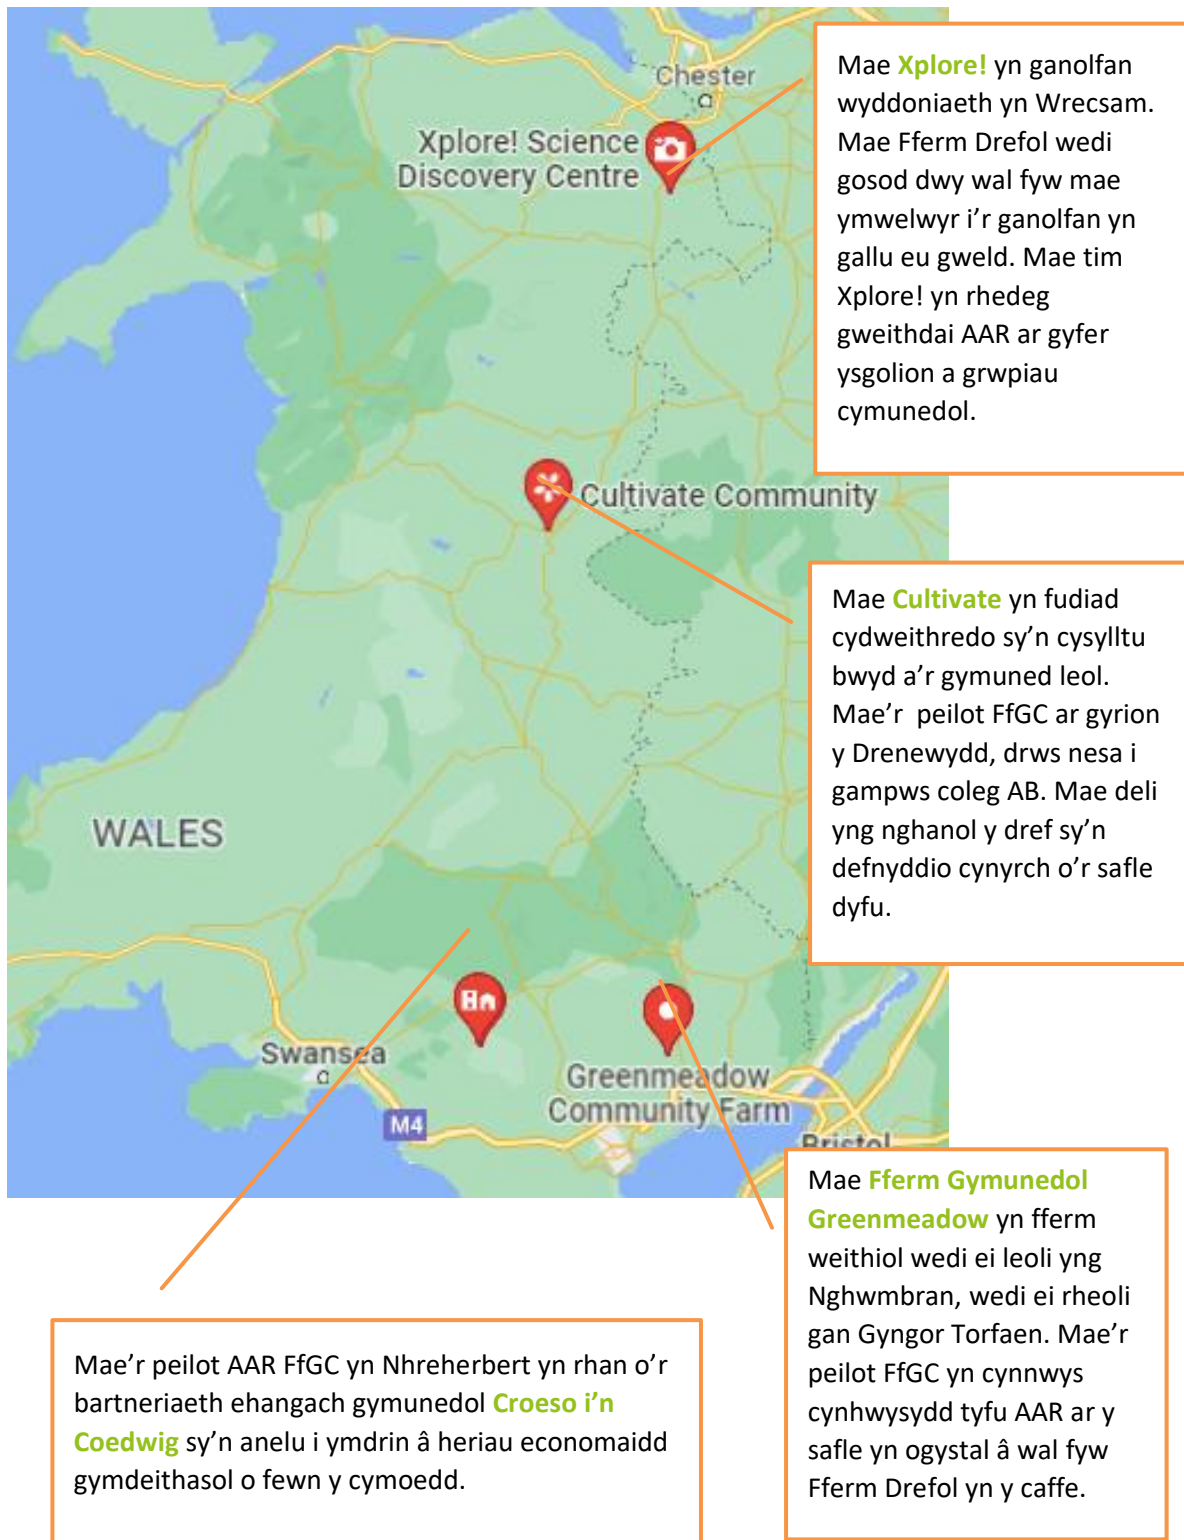 Chester
Xplore! Science
Discovery Centre
Cultivate Community
WALES
Swansea
M4
Greenmeadow
Community Farm
Bristol
Mae Xplore! yn ganolfan
wyddoniaeth yn Wrecsam.
Mae Fferm Drefol wedi
gosod dwy wal fyw mae
ymwelwyr i’r ganolfan yn
gallu eu gweld. Mae tim
Xplore! yn rhedeg
gweithdai AAR ar gyfer
ysgolion a grwpiau
cymunedol.
Mae Cultivate yn fudiad
cydweithredo sy’n cysylltu
bwyd a’r gymuned leol.
Mae’r peilot FfGC ar gyrion
y Drenewydd, drws nesa i
gampws coleg AB. Mae deli
yng nghanol y dref sy’n
defnyddio cynyrch o’r safle
dyfu.
Mae Fferm Gymunedol
Greenmeadow yn fferm
weithiol wedi ei leoli yng
Nghwmbran, wedi ei rheoli
gan Gyngor Torfaen. Mae’r
peilot FfGC yn cynnwys
cynhwysydd tyfu AAR ar y
safle yn ogystal â wal fyw
Fferm Drefol yn y caffe.
Mae’r peilot AAR FfGC yn Nhreherbert yn rhan o’r
bartneriaeth ehangach gymunedol Croeso i’n
Coedwig sy’n anelu i ymdrin â heriau economaidd
gymdeithasol o fewn y cymoedd.